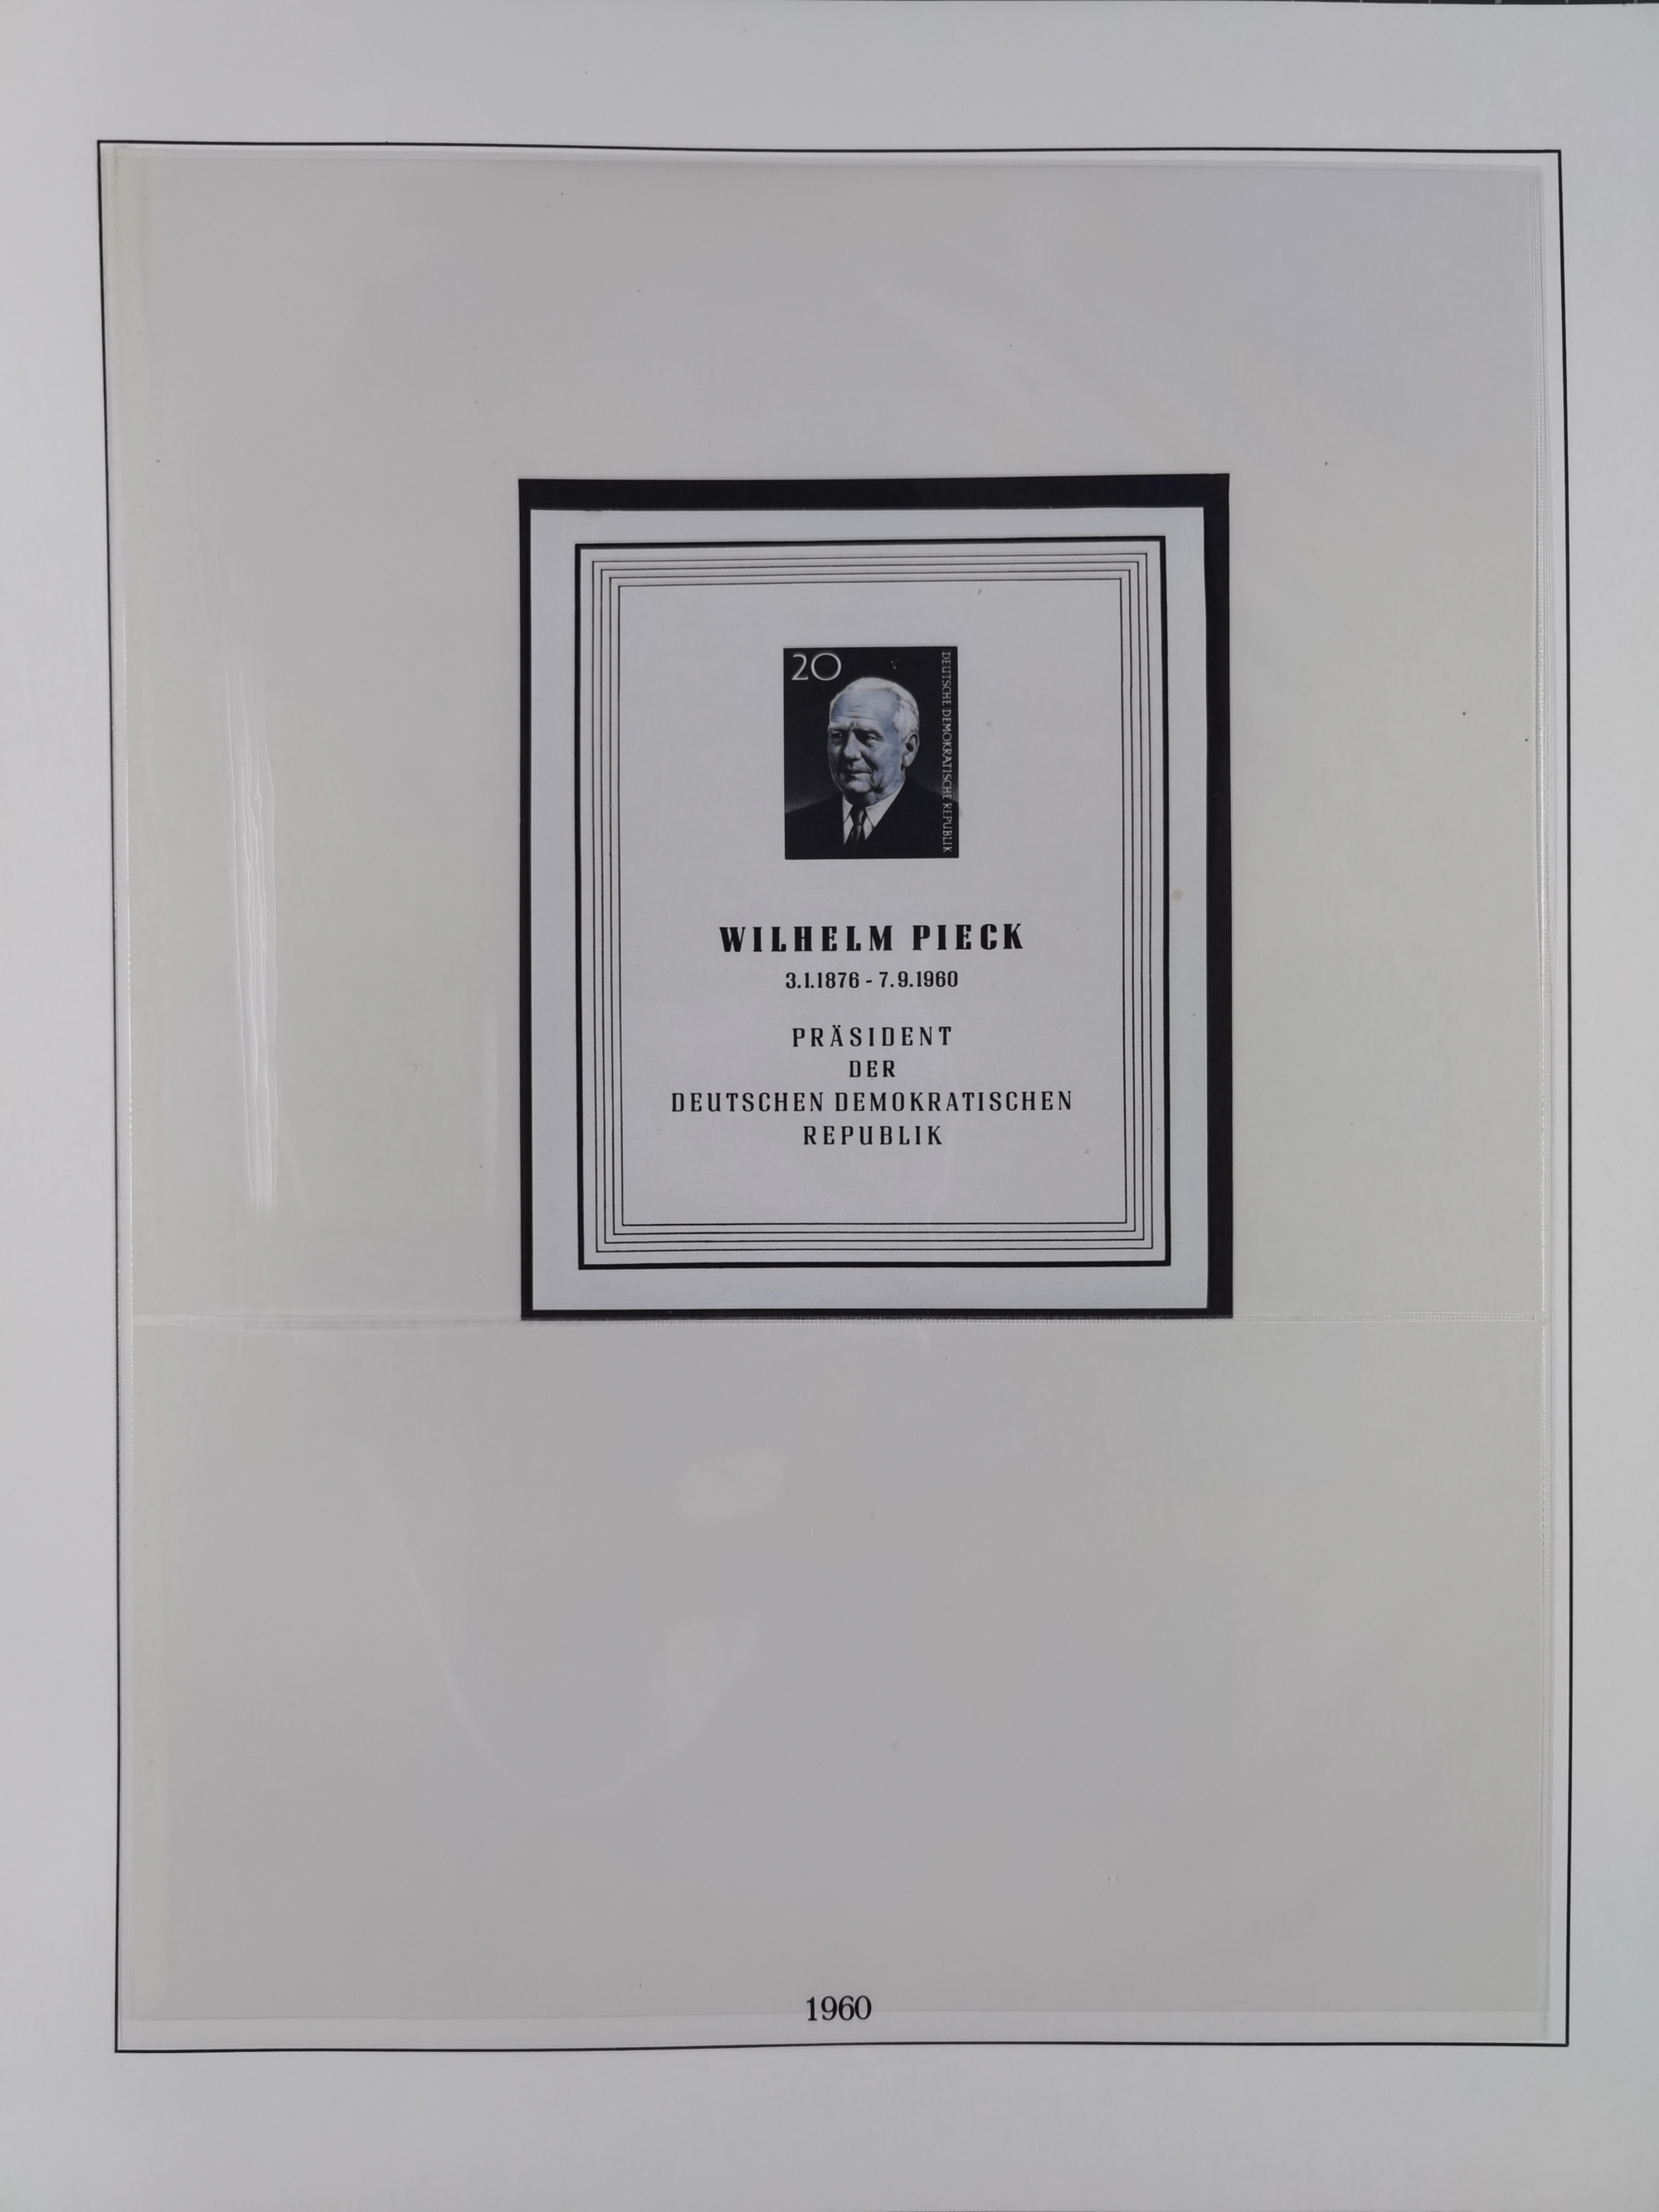 20
DEUTSCHE DEMOKRATISCHE REPUBLIK
WILHELM PIECK
3.1.1876 - 7.9.1960
PRÄSIDENT
DER
DEUTSCHEN DEMOKRATISCHEN
REPUBLIK
1960